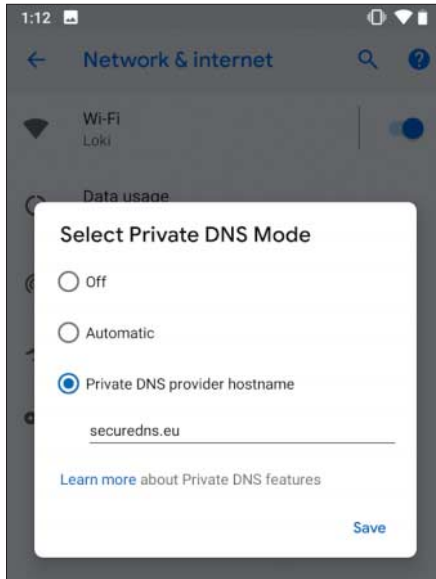 1:12
Network & internet
Wi-Fi
Loki
Data usage
Select Private DNS Mode
Off
Automatic
Private DNS provider hostname
securedns.eu
Learn more about Private DNS features
Save